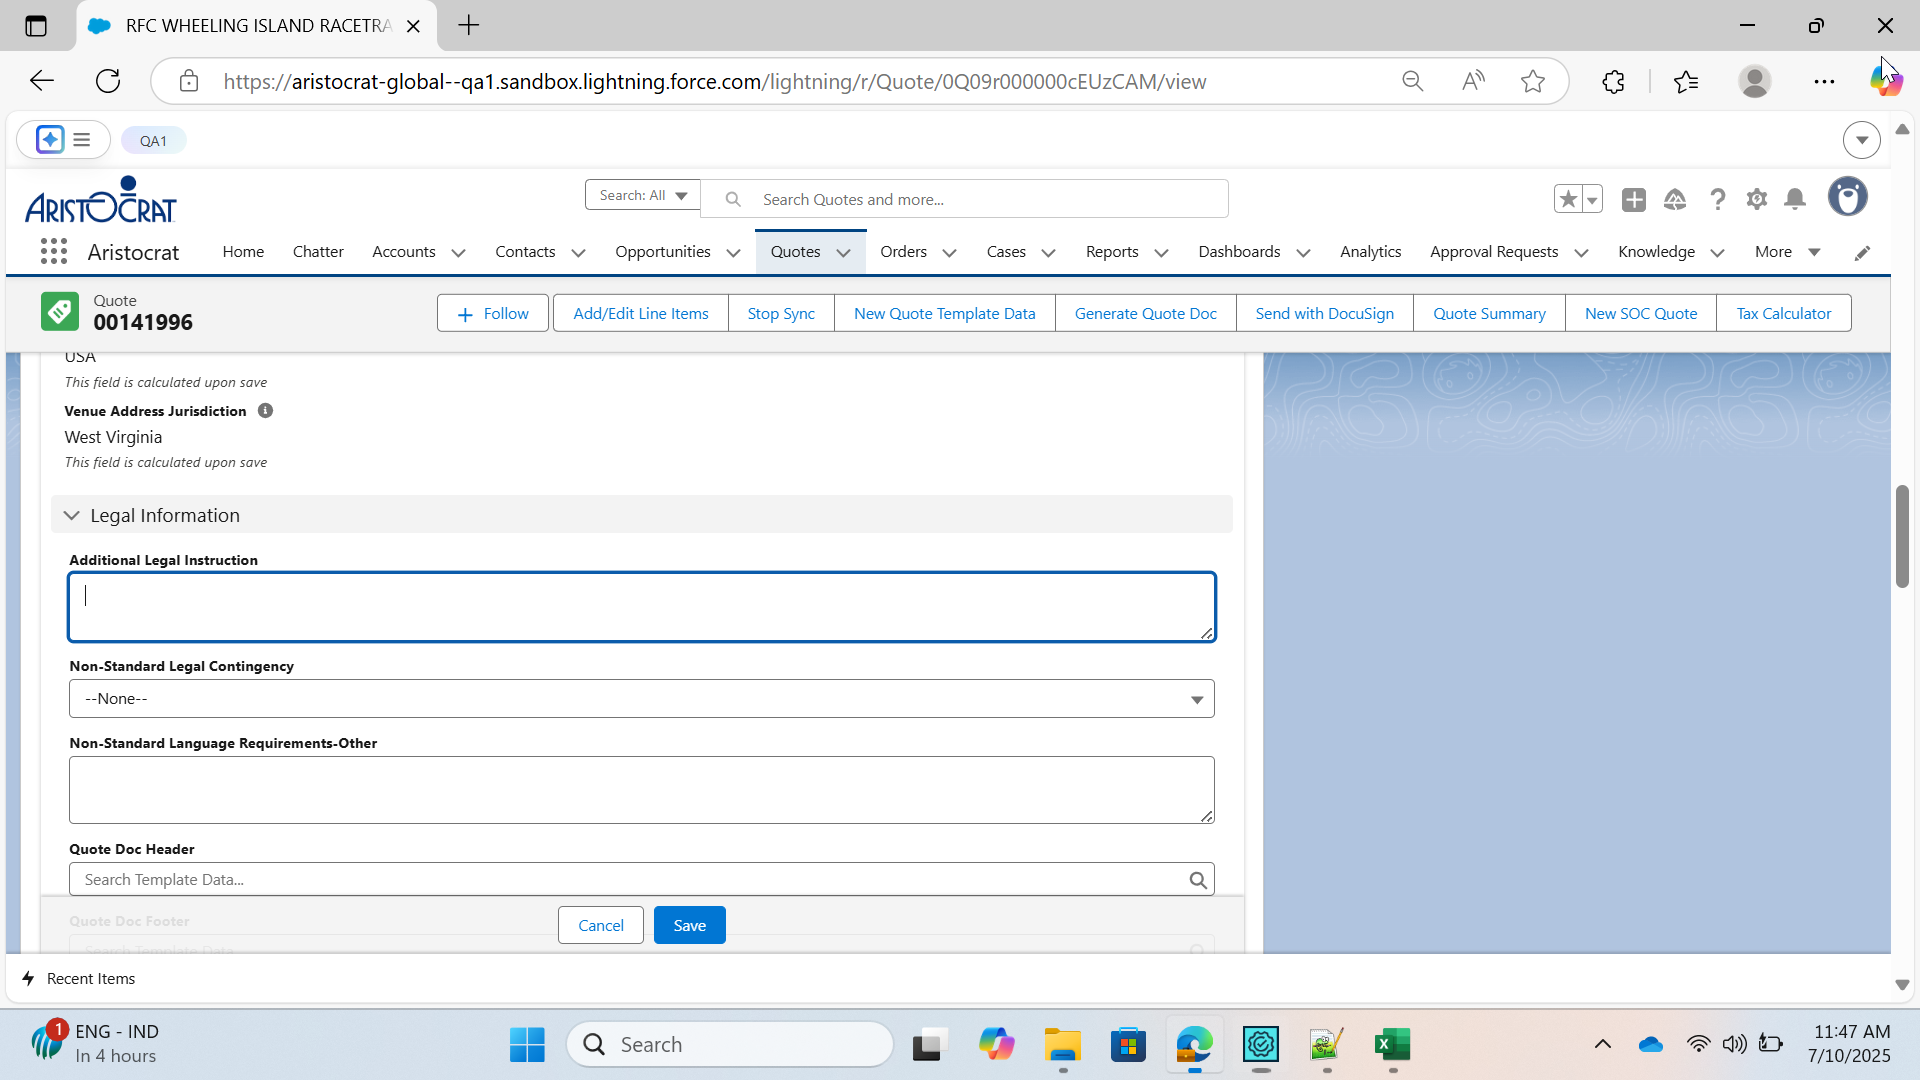 RFC WHEELING ISLAND RACETRA
https://aristocrat-global--qa1.sandbox.lightning.force.com/lightning/r/Quote/0Q09r000000cEUzCAM/view
QA1
ARISTOCRAT
Search: All
Search Quotes and more...
Aristocrat
Home
Chatter
Accounts
Contacts
Opportunities
Quotes
Orders
Cases
Reports
Dashboards
Analytics
Approval Requests
Knowledge
More
Quote
00141996
Follow
Add/Edit Line Items
Stop Sync
New Quote Template Data
Generate Quote Doc
Send with DocuSign
Quote Summary
New SOC Quote
Tax Calculator
USA
This field is calculated upon save
Venue Address Jurisdiction
West Virginia
This field is calculated upon save
Legal Information
Additional Legal Instruction
Non-Standard Legal Contingency
--None--
Non-Standard Language Requirements-Other
Quote Doc Header
Search Template Data...
Quote Doc Footer
Search Template Data...
Cancel
Save
Recent Items
1
ENG - IND
In 4 hours
Search
11:47 AM
7/10/2025